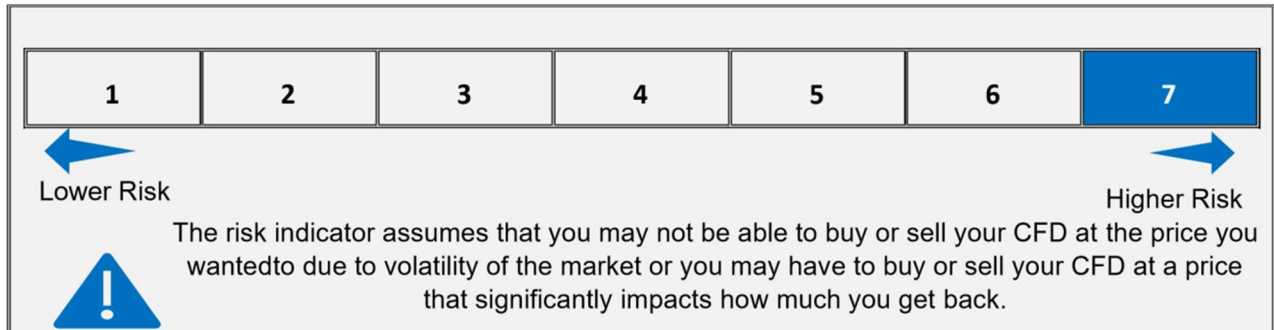 1 2 3 4 5 6 7
Lower Risk
Higher Risk
The risk indicator assumes that you may not be able to buy or sell your CFD at the price you
wantedto due to volatility of the market or you may have to buy or sell your CFD at a price
that significantly impacts how much you get back.